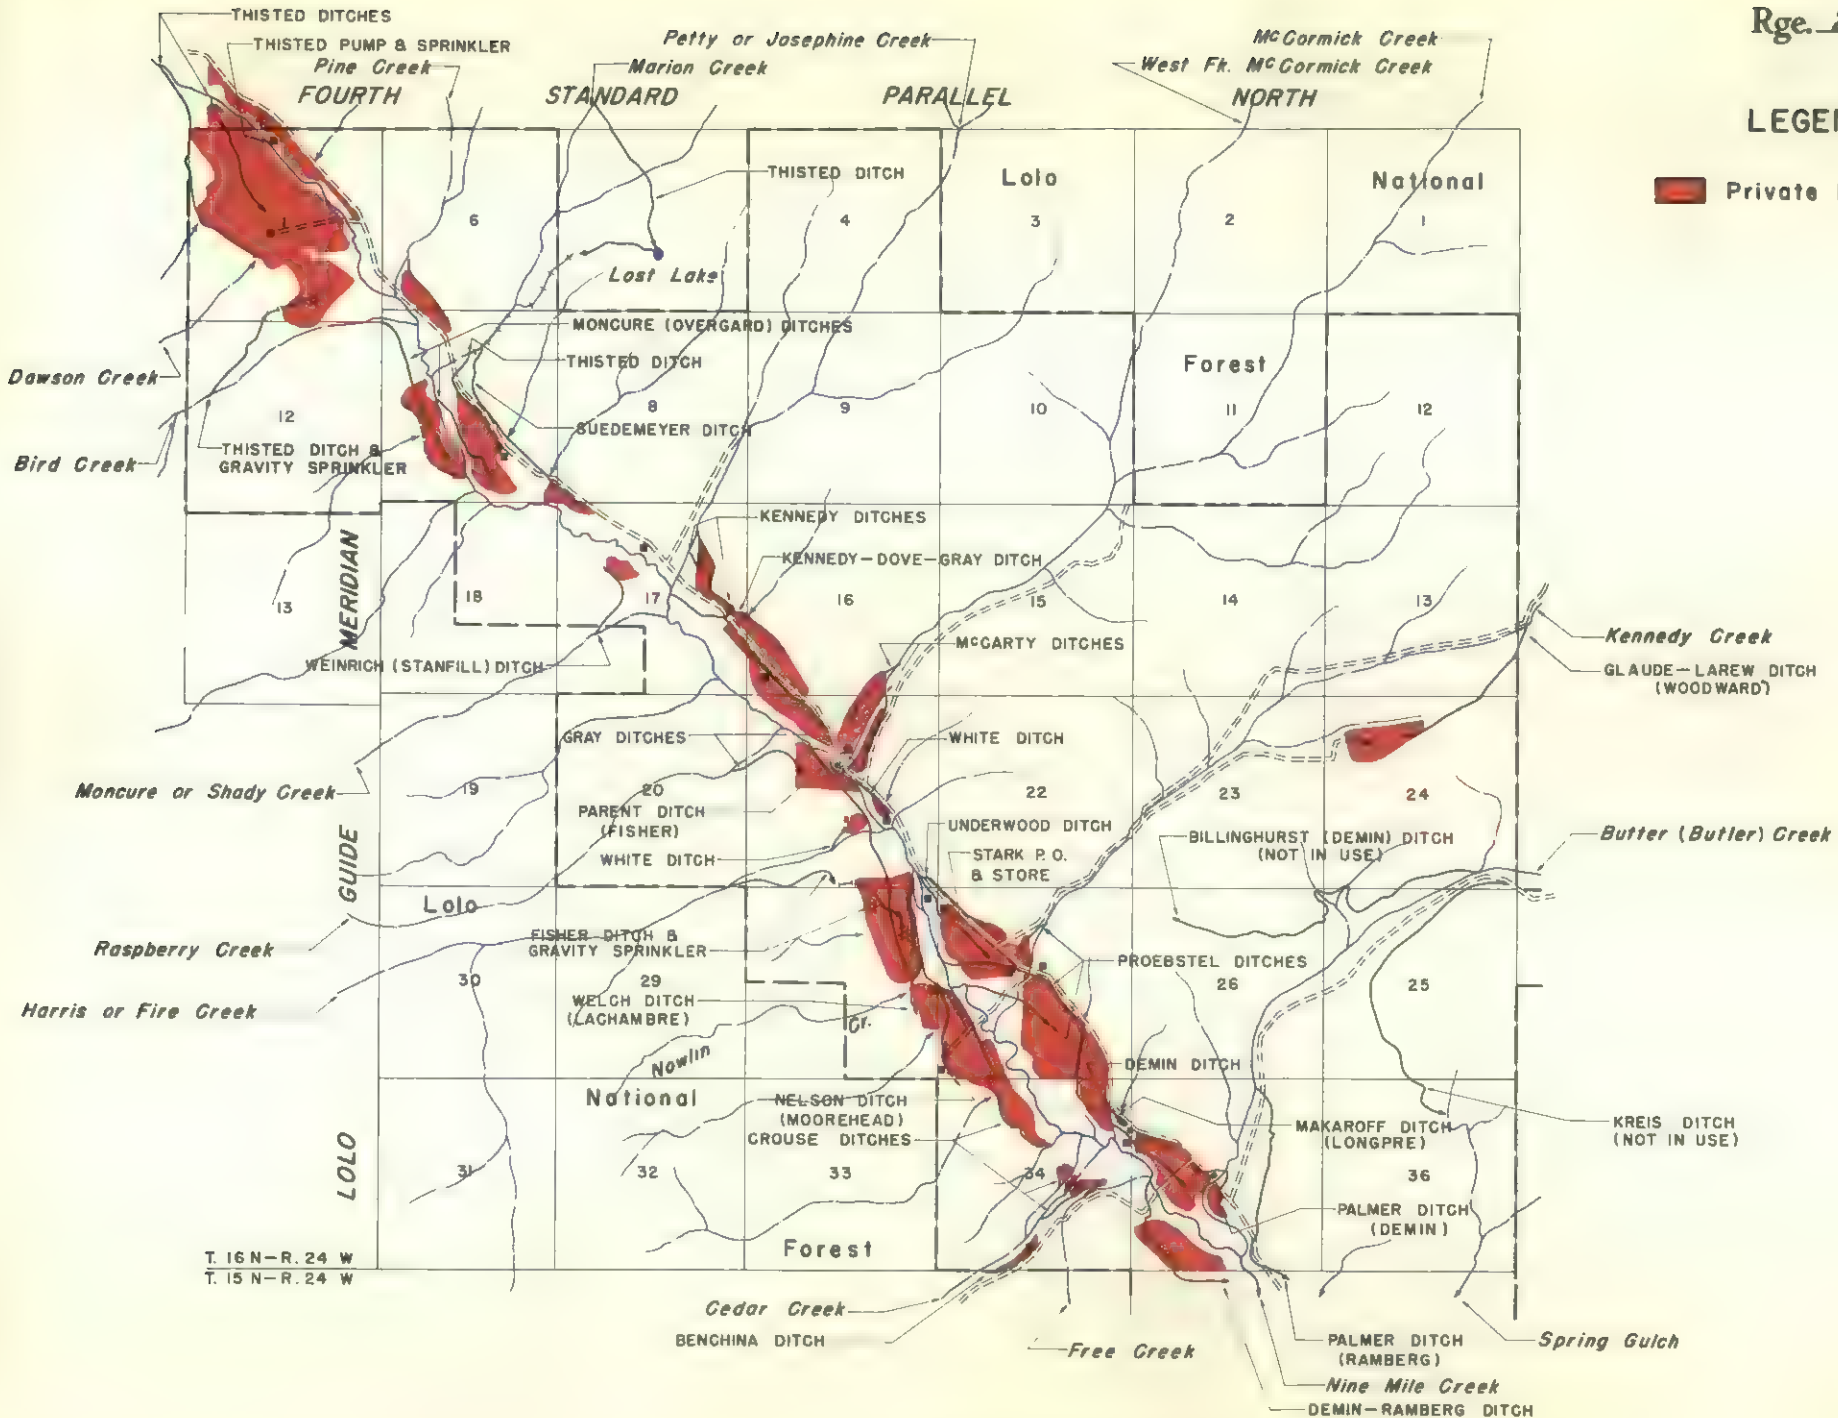 Rge.
THISTED DITCHES
THISTED PUMP & SPRINKLER
Pine Creek
Petty or Josephine Creek
Marion Creek
McCormick Creek
West Fk. McCormick Creek
FOURTH STANDARD PARALLEL NORTH
Private
THISTED DITCH
Lolo
National
6
4
3
2
1
1
Lost Lake
MONCURE (OVERGARD) DITCHES
THISTED DITCH
Forest
Dawson Creek
12
8
9
10
11
12
SUEDEMEYER DITCH
THISTED DITCH &
GRAVITY SPRINKLER
Bird Creek
KENNEDY DITCHES
KENNEDY-DOVE-GRAY DITCH
MERIDIAN
13
18
17
16
15
14
13
Kennedy Creek
McCARTY DITCHES
WEINRICH (STANFILL) DITCH
GLAUDE-LAREW DITCH
(WOODWARD)
GRAY DITCHES
WHITE DITCH
Moncure or Shady Creek
19
20
22
23
24
PARENT DITCH
(FISHER)
UNDERWOOD DITCH
BILLINGHURST (DEMIN) DITCH
(NOT IN USE)
Butter (Butler) Creek
WHITE DITCH
STARK P.O.
& STORE
GUIDE
Lolo
Raspberry Creek
FISHER DITCH &
GRAVITY SPRINKLER
PROEBSTEL DITCHES
30
29
26
25
Harris or Fire Creek
WELCH DITCH
(LACHAMBRE)
Nowlin Cr.
DEMIN DITCH
National
NELSON DITCH
(MOOREHEAD)
CROUSE DITCHES
MAKAROFF DITCH
(LONGPRE)
KREIS DITCH
(NOT IN USE)
LOLO
31
32
33
34
36
PALMER DITCH
(DEMIN)
Forest
T. 16 N-R. 24 W
T. 15 N-R. 24 W
Cedar Creek
BENCHINA DITCH
Free Creek
PALMER DITCH
(RAMBERG)
Spring Gulch
Nine Mile Creek
DEMIN-RAMBERG DITCH